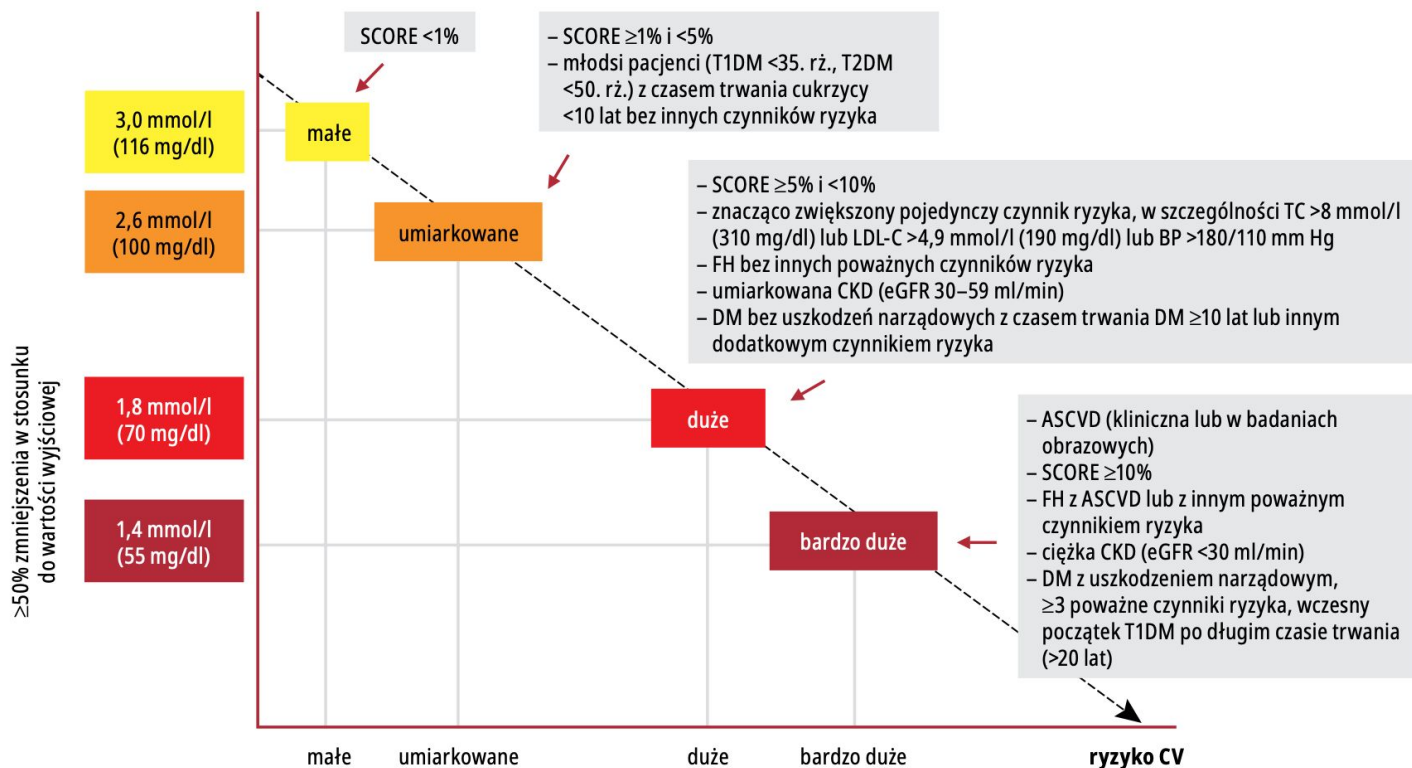 SCORE <1%
– SCORE ≥1% i <5%
– młodsi pacjenci (T1DM <35. rż., T2DM
<50. rż.) z czasem trwania cukrzycy
<10 lat bez innych czynników ryzyka
3,0 mmol/l
(116 mg/dl)
małe
2,6 mmol/l
(100 mg/dl)
umiarkowane
– SCORE ≥5% i <10%
– znacząco zwiększony pojedynczy czynnik ryzyka, w szczególności TC >8 mmol/l
(310 mg/dl) lub LDL-C >4,9 mmol/l (190 mg/dl) lub BP >180/110 mm Hg
– FH bez innych poważnych czynników ryzyka
– umiarkowana CKD (eGFR 30–59 ml/min)
– DM bez uszkodzeń narządowych z czasem trwania DM ≥10 lat lub innym
dodatkowym czynnikiem ryzyka
≥50% zmniejszenia w stosunku
do wartości wyjściowej
1,8 mmol/l
(70 mg/dl)
duże
1,4 mmol/l
(55 mg/dl)
bardzo duże
– ASCVD (kliniczna lub w badaniach
obrazowych)
– SCORE ≥10%
– FH z ASCVD lub z innym poważnym
czynnikiem ryzyka
– ciężka CKD (eGFR <30 ml/min)
– DM z uszkodzeniem narządowym,
≥3 poważne czynniki ryzyka, wczesny
początek T1DM po długim czasie trwania
(>20 lat)
małe
umiarkowane
duże
bardzo duże
ryzyko CV